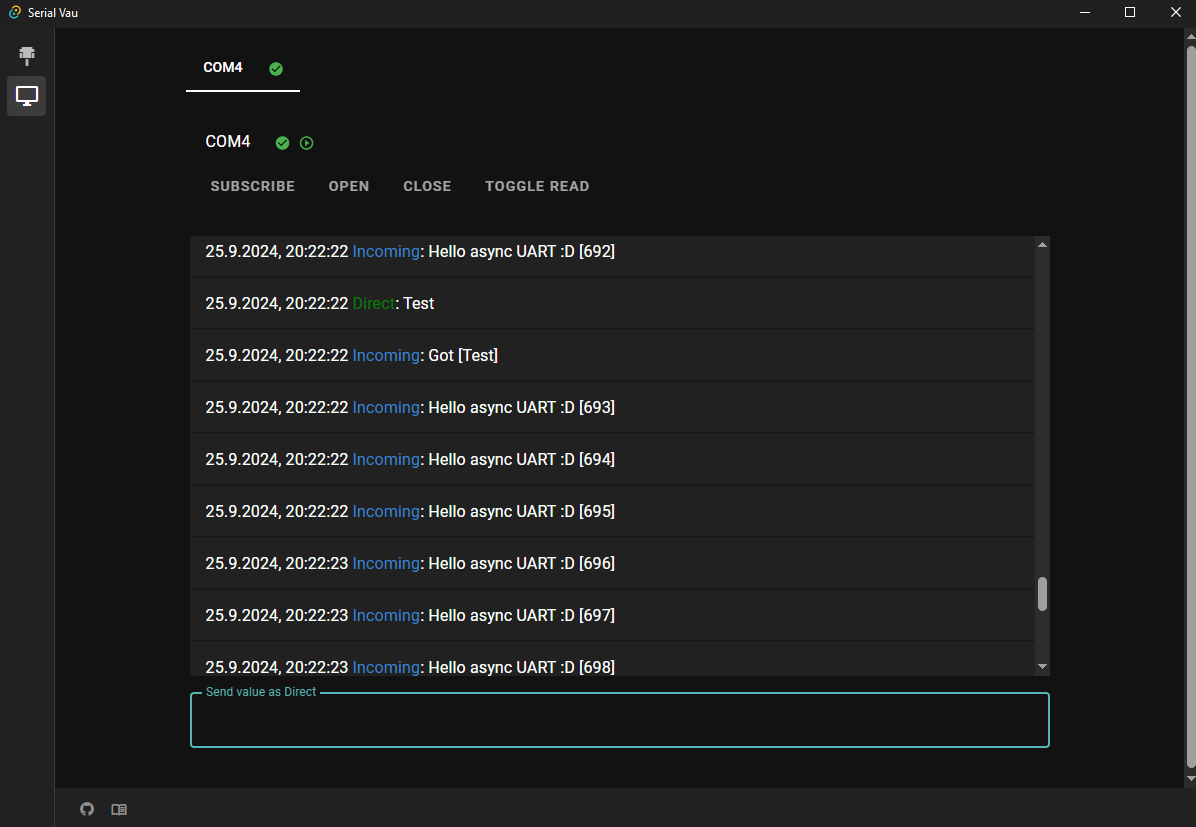 Serial Vau
COM4
COM4
SUBSCRIBE OPEN CLOSE TOGGLE READ
25.9.2024, 20:22:22 Incoming: Hello async UART :D [692]
25.9.2024, 20:22:22 Direct: Test
25.9.2024, 20:22:22 Incoming: Got [Test]
25.9.2024, 20:22:22 Incoming: Hello async UART :D [693]
25.9.2024, 20:22:22 Incoming: Hello async UART :D [694]
25.9.2024, 20:22:22 Incoming: Hello async UART :D [695]
25.9.2024, 20:22:23 Incoming: Hello async UART :D [696]
25.9.2024, 20:22:23 Incoming: Hello async UART :D [697]
25.9.2024, 20:22:23 Incoming: Hello async UART :D [698]
Send value as Direct